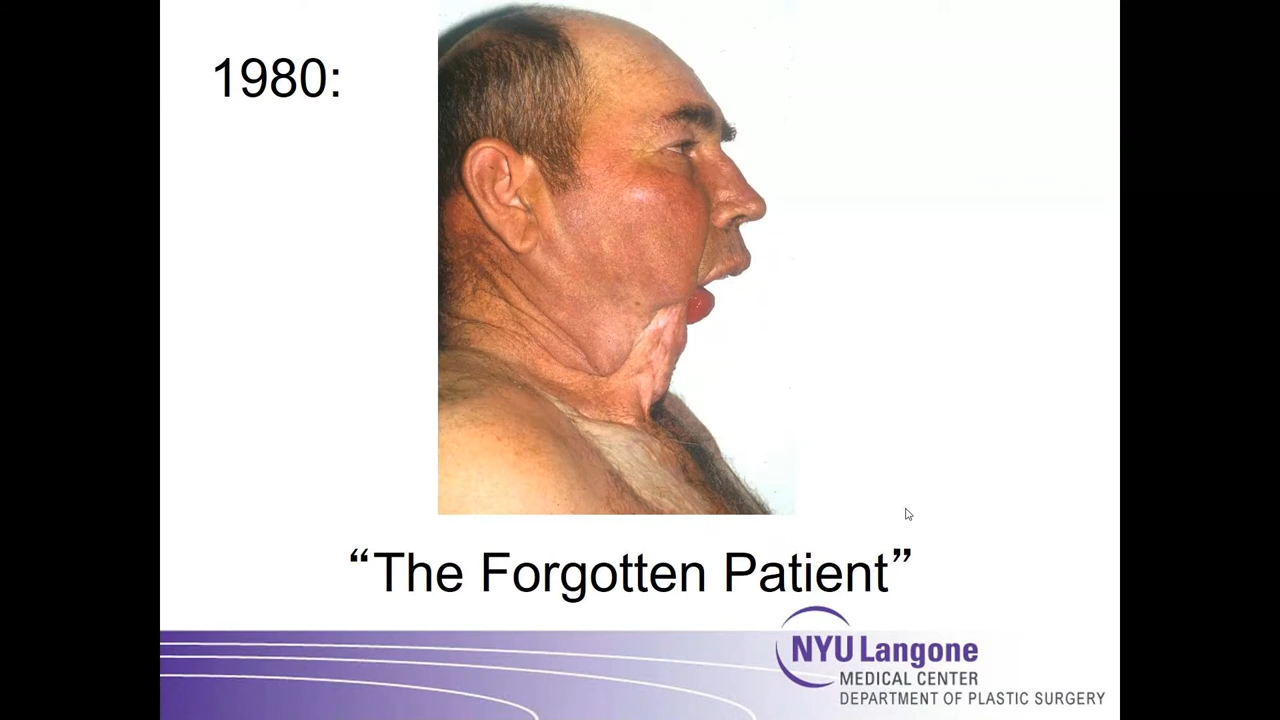 1980:
“The Forgotten Patient”
NYU Langone
MEDICAL CENTER
DEPARTMENT OF PLASTIC SURGERY